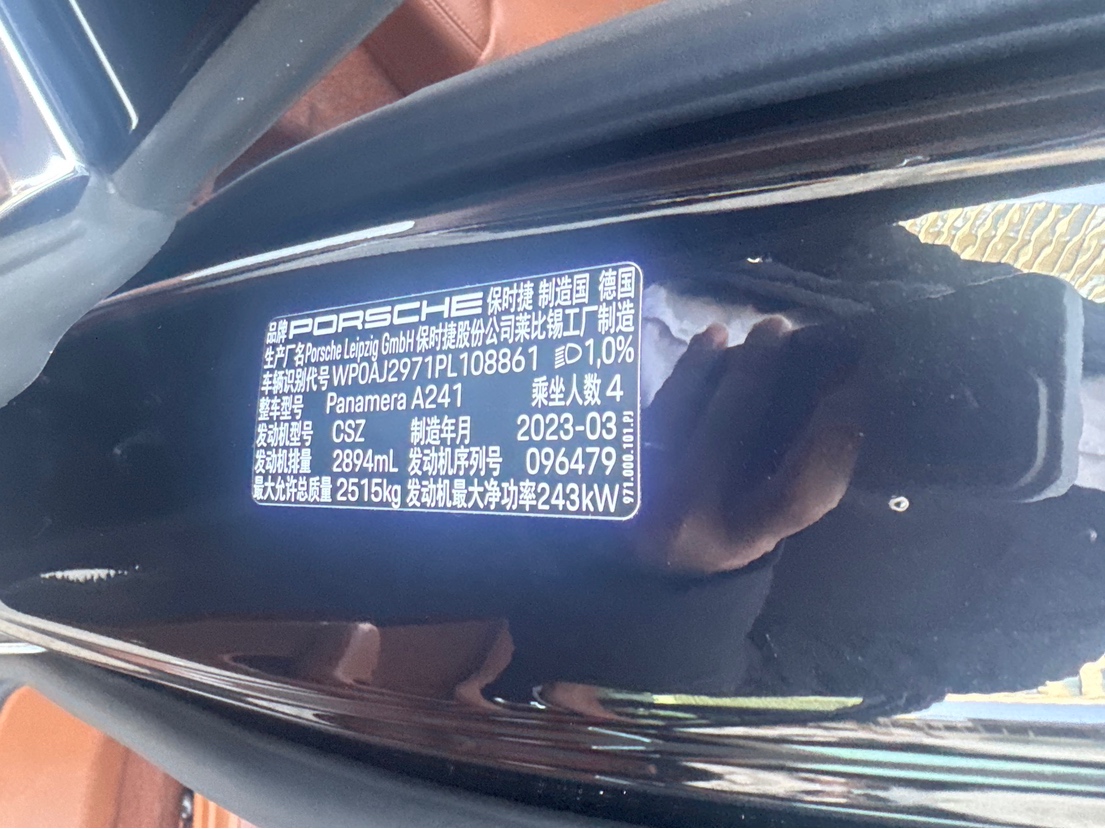 品牌 PORSCHE 保时捷 制造国 德国
生产厂名 Porsche Leipzig GmbH 保时捷股份公司莱比锡工厂制造
车辆识别代号 WP0AJ2971PL108861 1,0%
整车型号 Panamera A241 乘坐人数 4
发动机型号 CSZ 制造年月 2023-03
发动机排量 2894mL 发动机序列号 096479
最大允许总质量 2515kg 发动机最大净功率 243kW
971.000.101.PJ